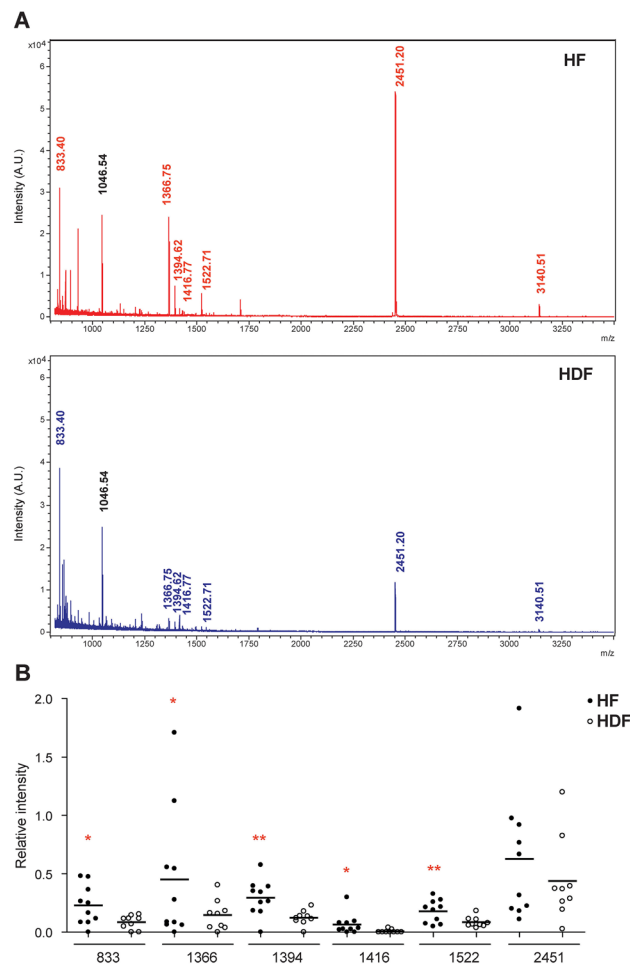 A
x10⁴
HF
6
5
4
3
2
1
0
Intensity (A.U.)
833.40
1046.54
1366.75
1394.62
1416.77
1522.71
2451.20
3140.51
1000 1250 1500 1750 2000 2250 2500 2750 3000 3250
m/z
x10⁴
HDF
6
5
4
3
2
1
0
Intensity (A.U.)
833.40
1046.54
1366.75
1394.62
1416.77
1522.71
2451.20
3140.51
1000 1250 1500 1750 2000 2250 2500 2750 3000 3250
m/z
B
2.0
1.5
1.0
0.5
0.0
Relative intensity
* * ** * **
HF
HDF
833 1366 1394 1416 1522 2451